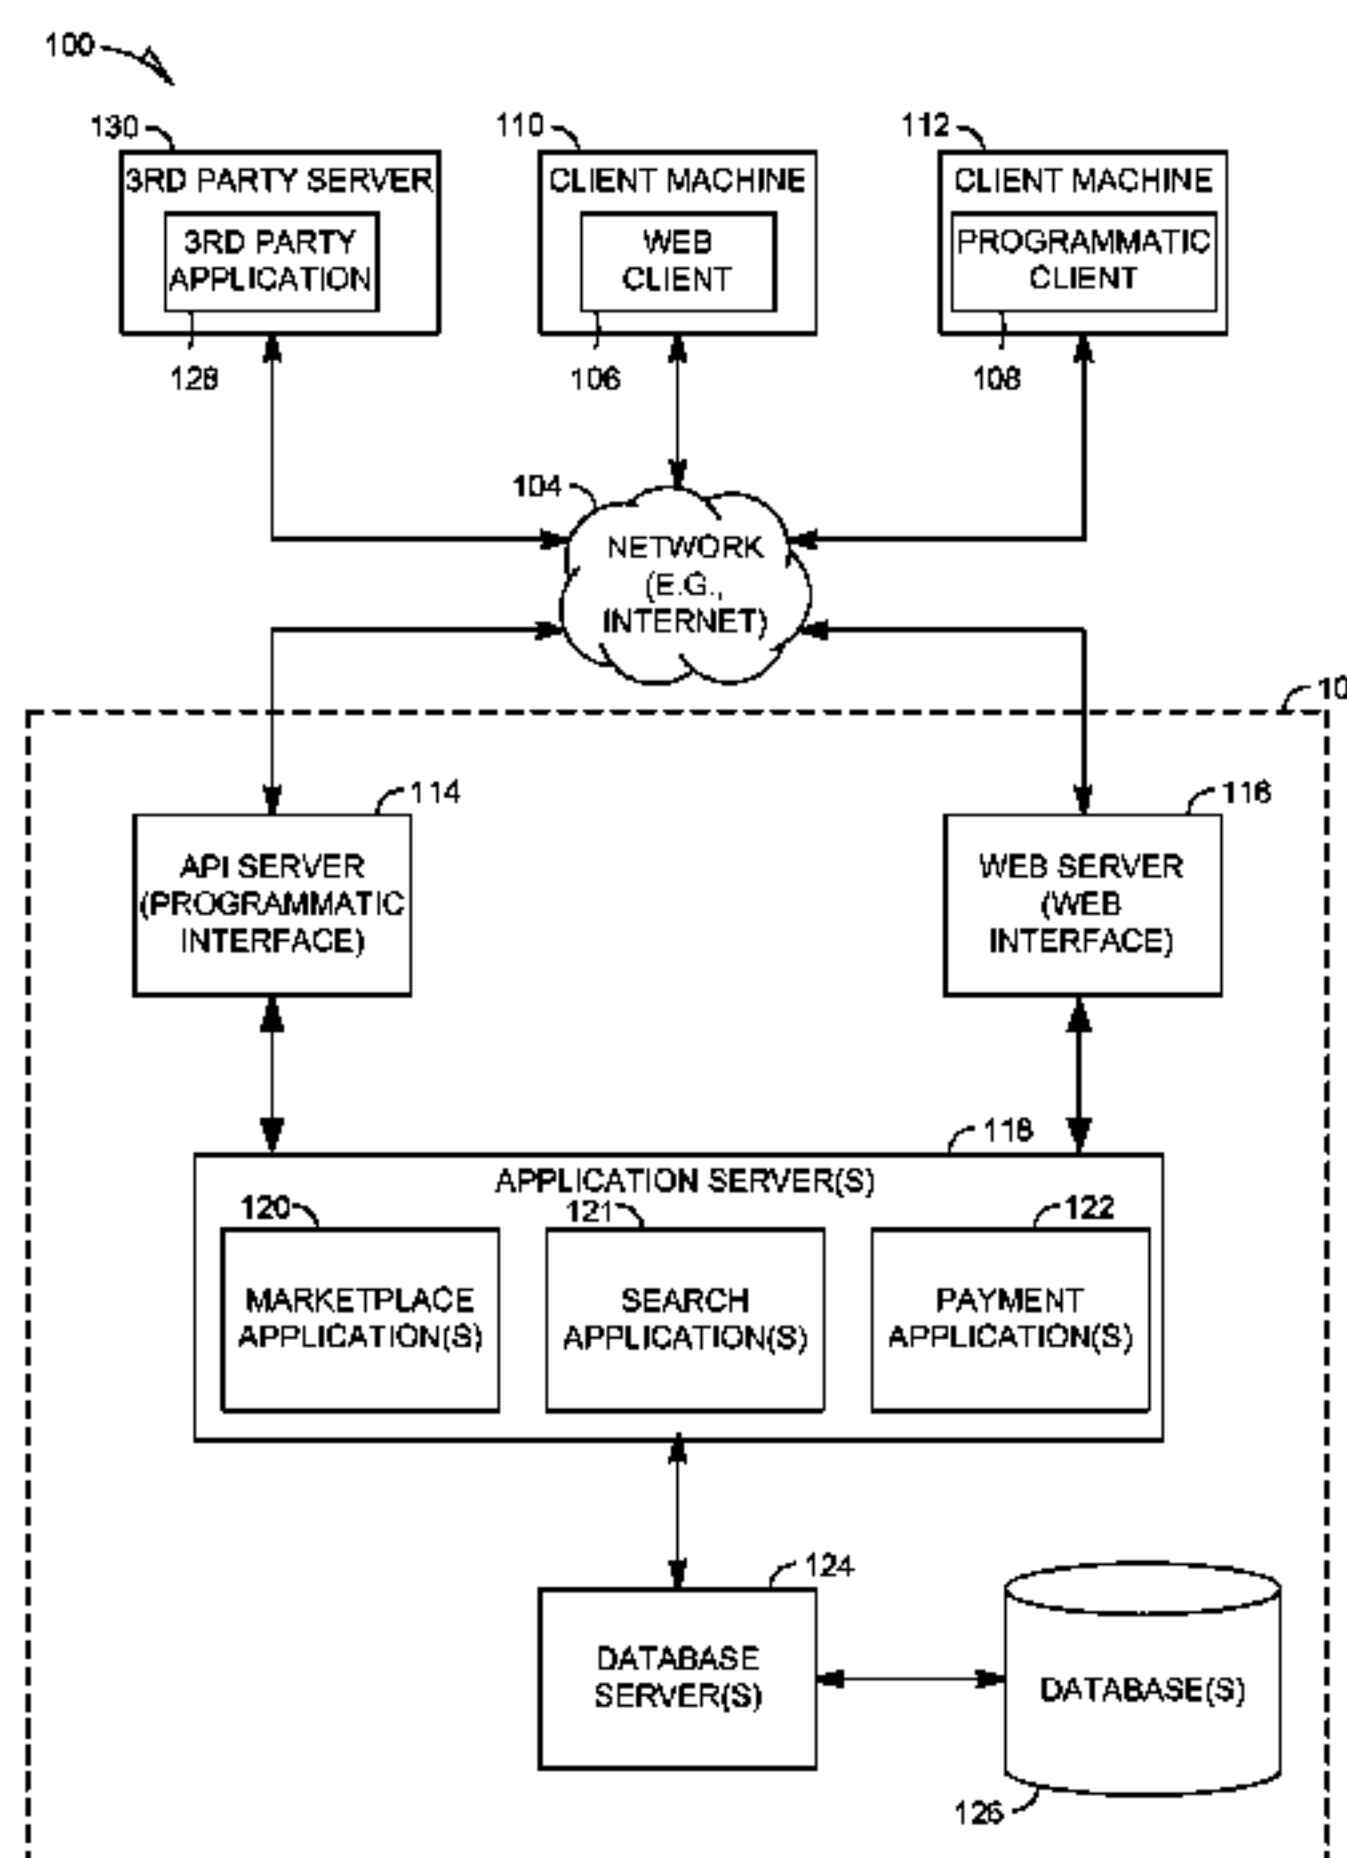 100
130
110
112
3RD PARTY SERVER
CLIENT MACHINE
CLIENT MACHINE
3RD PARTY
APPLICATION
WEB
CLIENT
PROGRAMMATIC
CLIENT
128
106
108
104
NETWORK
(E.G.,
INTERNET)
10
114
116
API SERVER
(PROGRAMMATIC
INTERFACE)
WEB SERVER
(WEB
INTERFACE)
118
APPLICATION SERVER(S)
120
121
122
MARKETPLACE
APPLICATION(S)
SEARCH
APPLICATION(S)
PAYMENT
APPLICATION(S)
124
DATABASE
SERVER(S)
DATABASE(S)
126